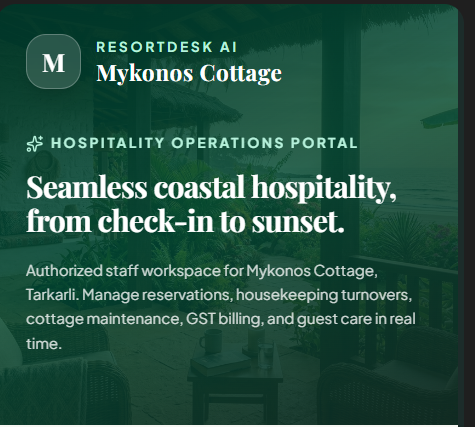 M
RESORTDESK AI
Mykonos Cottage
HOSPITALITY OPERATIONS PORTAL
Seamless coastal hospitality,
from check-in to sunset.
Authorized staff workspace for Mykonos Cottage,
Tarkarli. Manage reservations, housekeeping turnovers,
cottage maintenance, GST billing, and guest care in real
time.